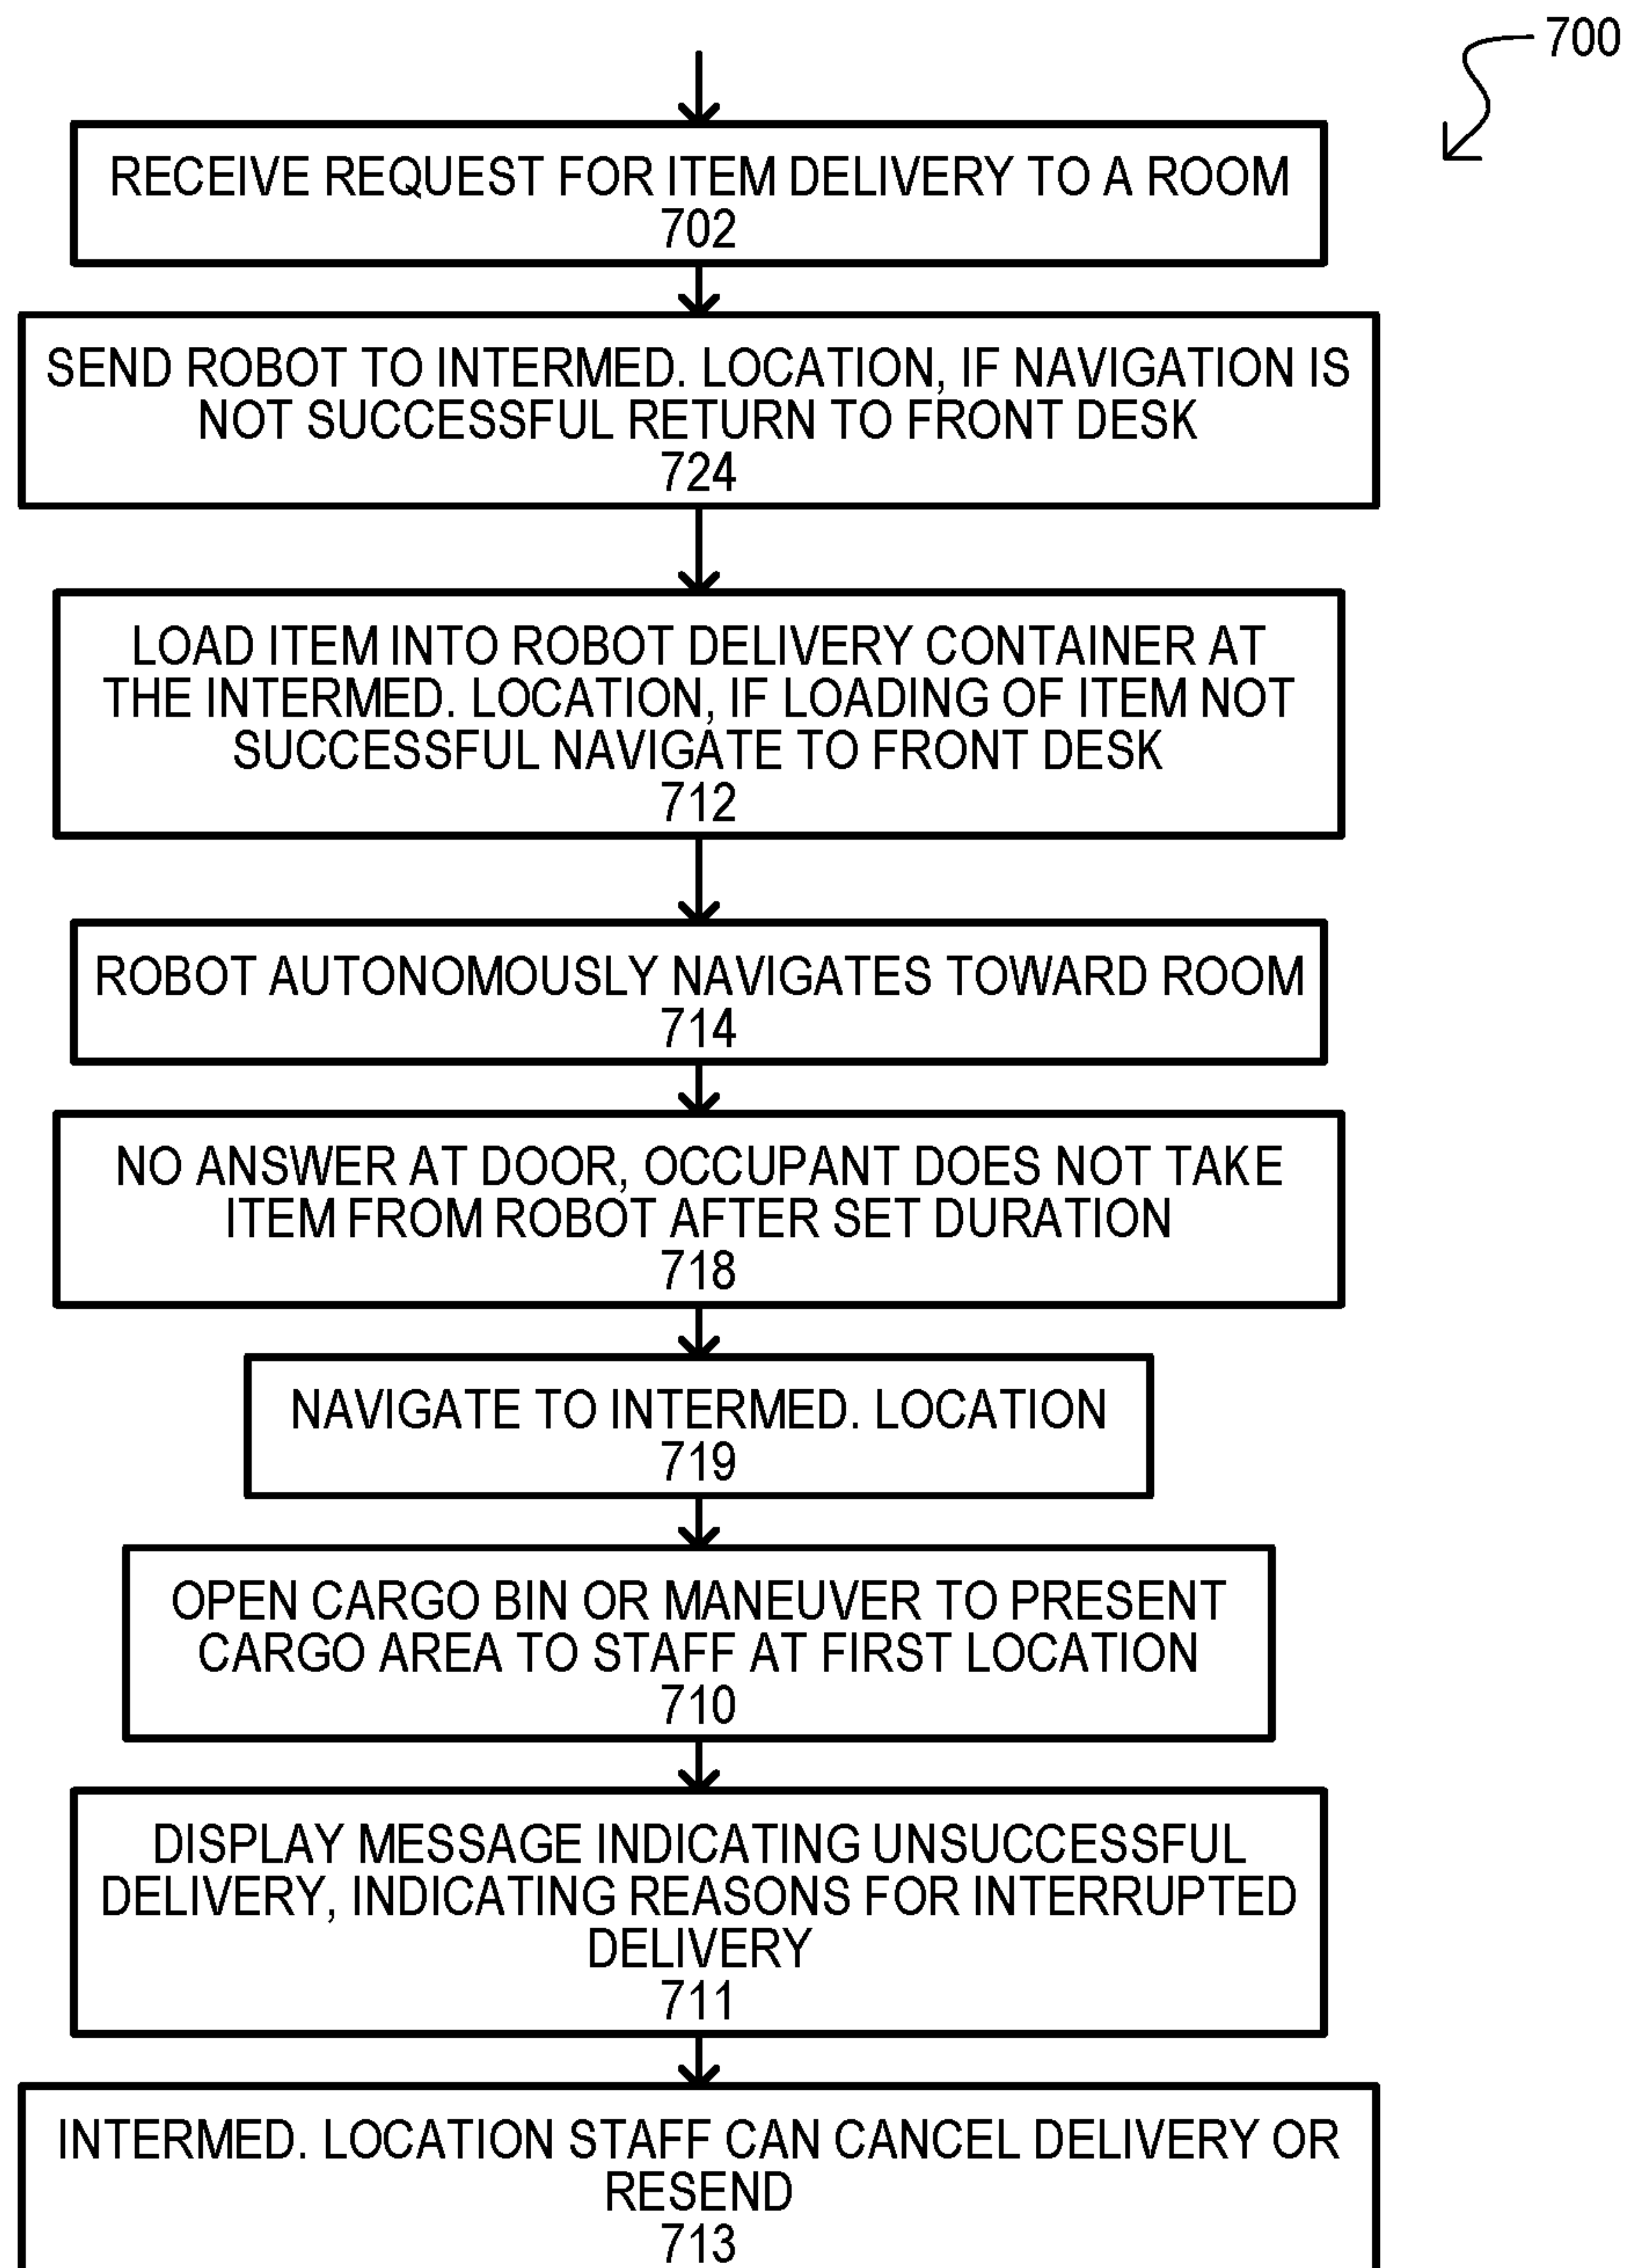 700
RECEIVE REQUEST FOR ITEM DELIVERY TO A ROOM
702
SEND ROBOT TO INTERMED. LOCATION, IF NAVIGATION IS
NOT SUCCESSFUL RETURN TO FRONT DESK
724
LOAD ITEM INTO ROBOT DELIVERY CONTAINER AT
THE INTERMED. LOCATION, IF LOADING OF ITEM NOT
SUCCESSFUL NAVIGATE TO FRONT DESK
712
ROBOT AUTONOMOUSLY NAVIGATES TOWARD ROOM
714
NO ANSWER AT DOOR, OCCUPANT DOES NOT TAKE
ITEM FROM ROBOT AFTER SET DURATION
718
NAVIGATE TO INTERMED. LOCATION
719
OPEN CARGO BIN OR MANEUVER TO PRESENT
CARGO AREA TO STAFF AT FIRST LOCATION
710
DISPLAY MESSAGE INDICATING UNSUCCESSFUL
DELIVERY, INDICATING REASONS FOR INTERRUPTED
DELIVERY
711
INTERMED. LOCATION STAFF CAN CANCEL DELIVERY OR
RESEND
713